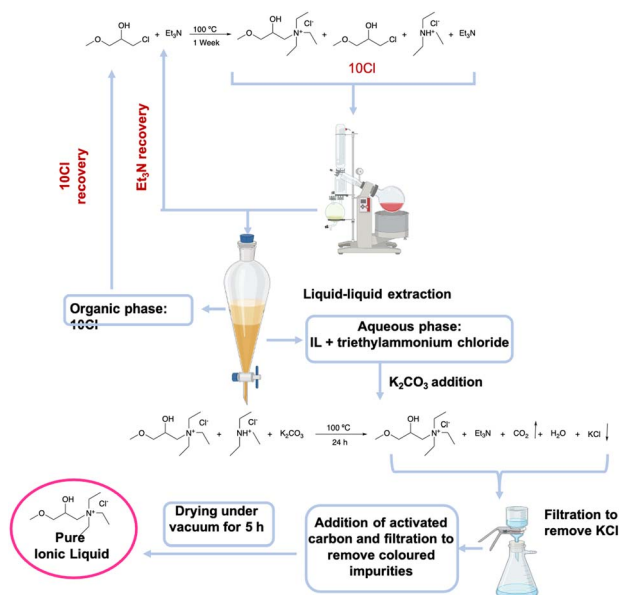 OH
O
Cl
+ Et₃N
100 ºC
1 Week
OH
Cl⁻
O
N⁺
+
OH
O
Cl
+
Cl⁻
NH⁺
+ Et₃N
10Cl
10Cl
recovery
Et₃N recovery
Liquid-liquid extraction
Organic phase:
10Cl
Aqueous phase:
IL + triethylammonium chloride
K₂CO₃ addition
OH
Cl⁻
O
N⁺
+
Cl⁻
NH⁺
+ K₂CO₃
100 ºC
24 h
OH
Cl⁻
O
N⁺
+ Et₃N + CO₂ + H₂O + KCl
Filtration to
remove KCl
Addition of activated
carbon and filtration to
remove coloured
impurities
Drying under
vacuum for 5 h
OH
Cl⁻
O
N⁺
Pure
Ionic Liquid